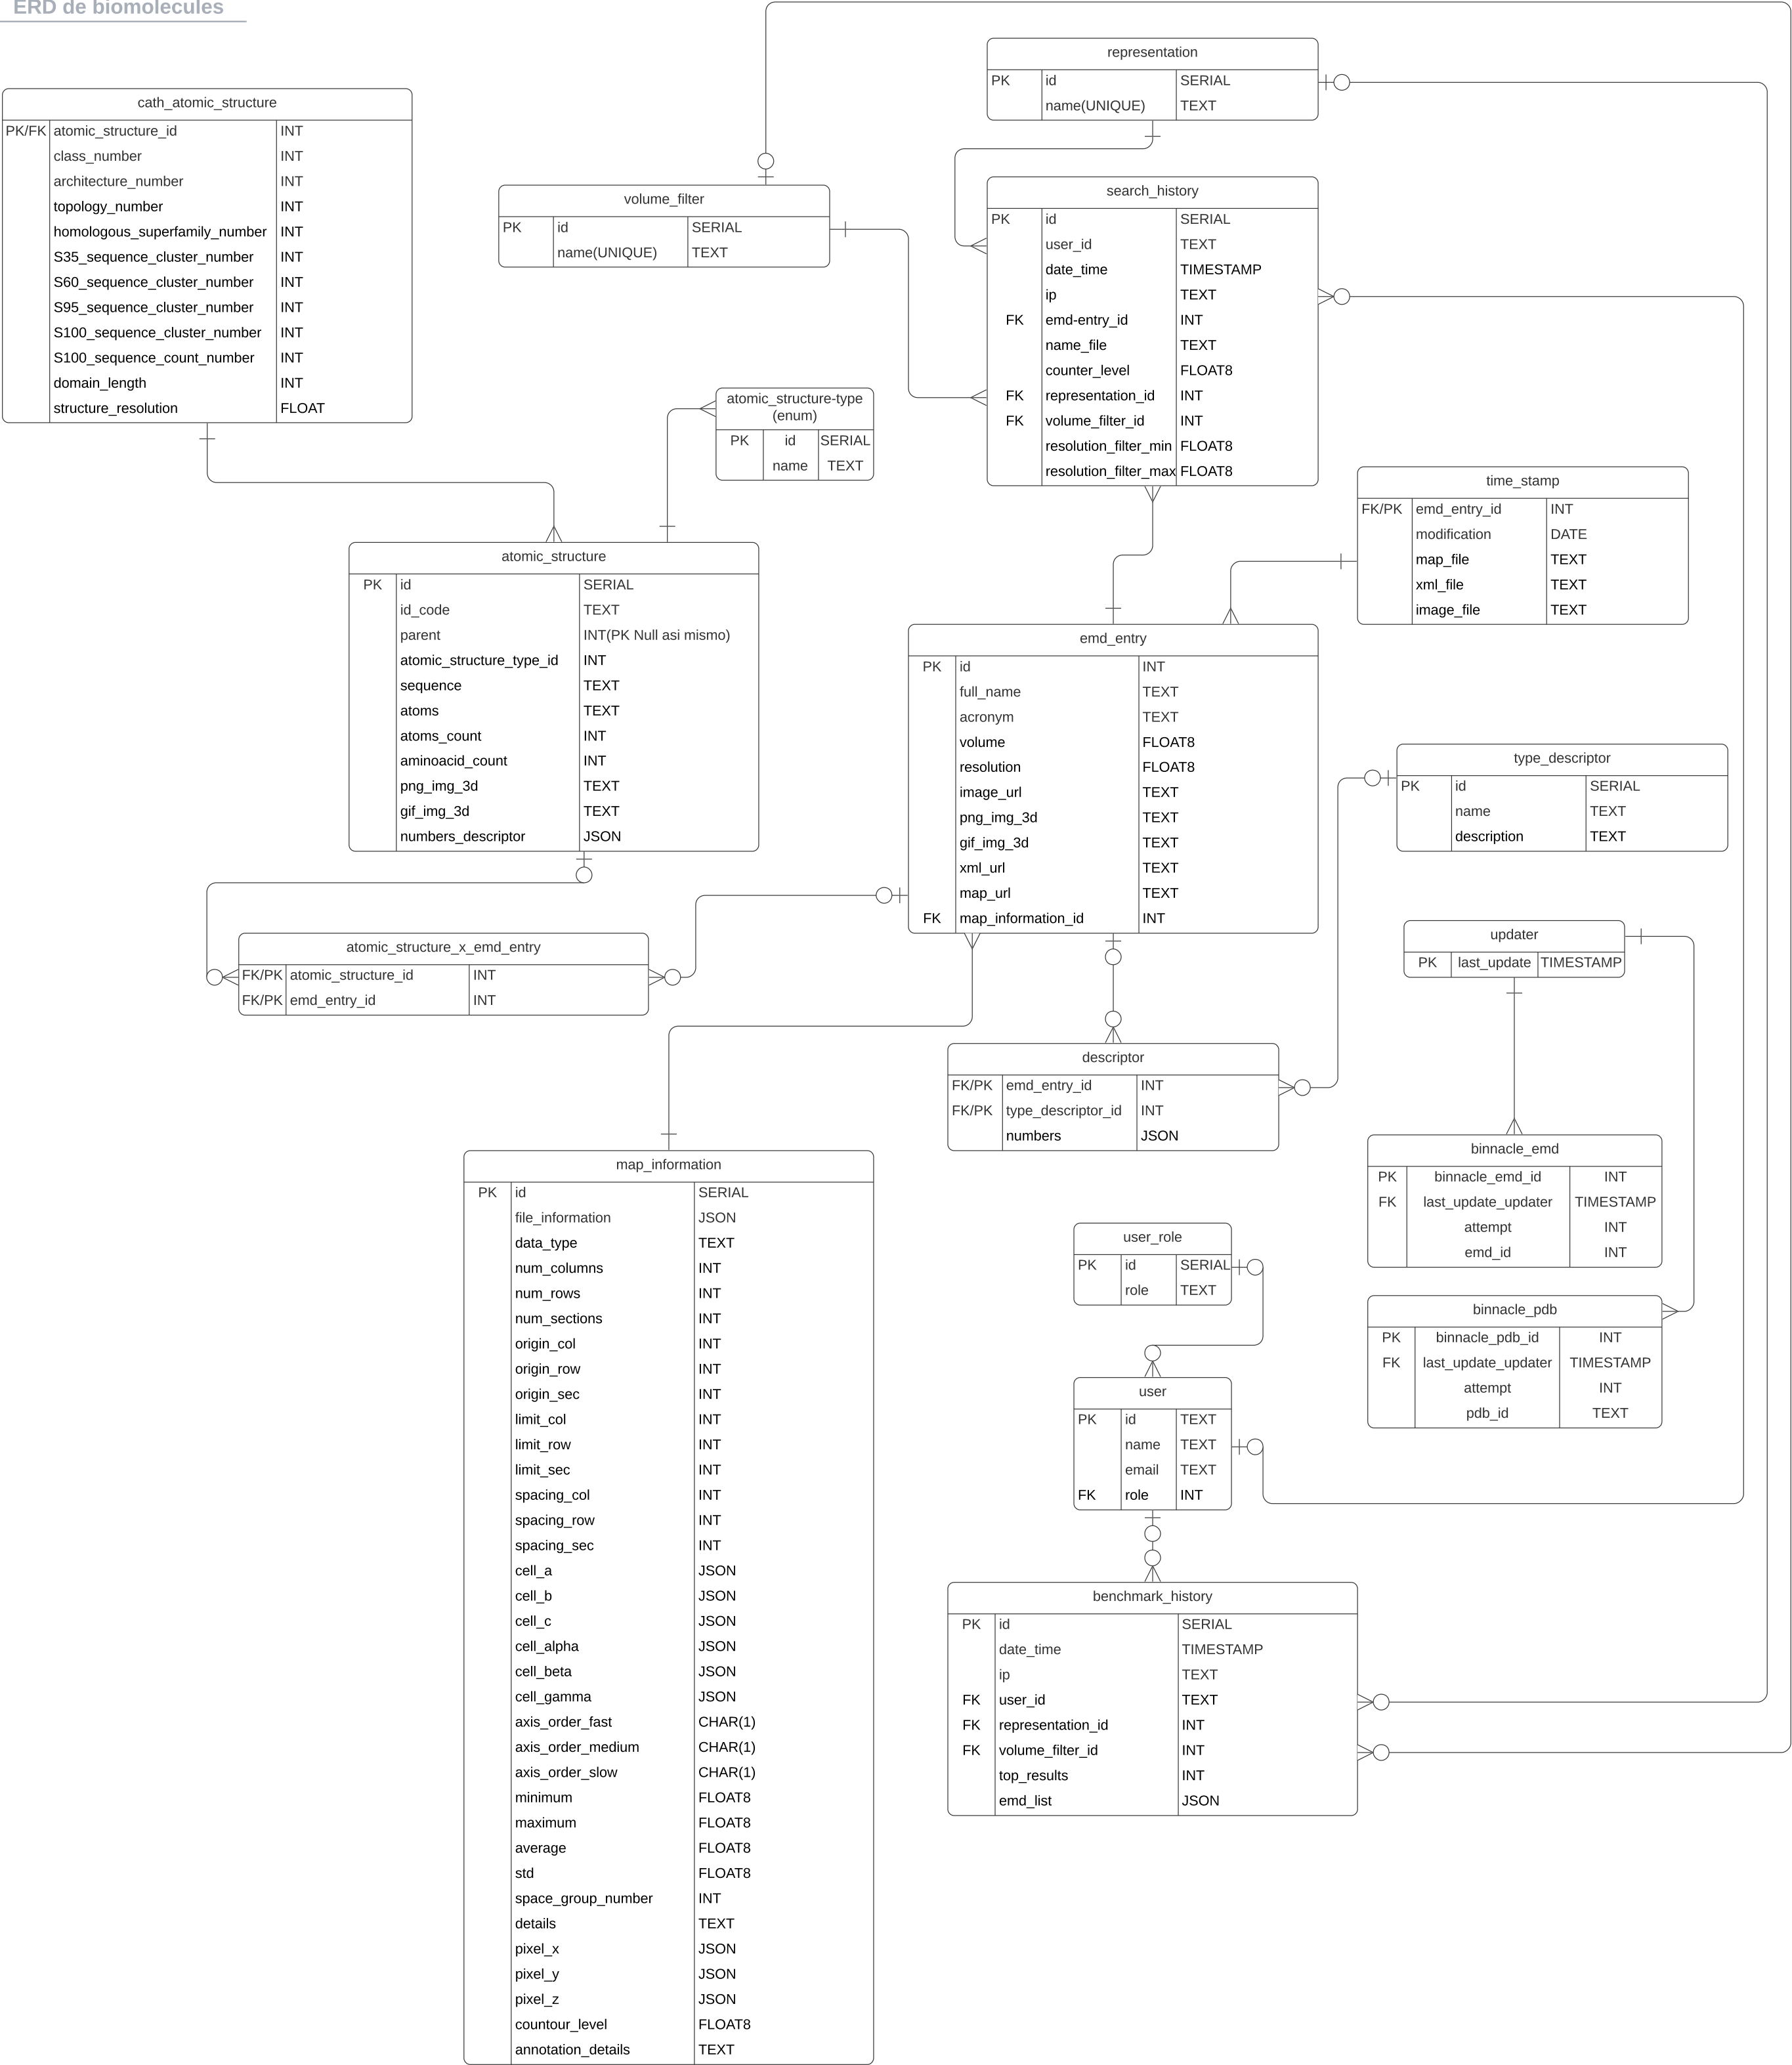 ERD de biomolecules
representation
PK id SERIAL
name(UNIQUE) TEXT
cath_atomic_structure
PK/FK atomic_structure_id INT
class_number INT
architecture_number INT
topology_number INT
homologous_superfamily_number INT
S35_sequence_cluster_number INT
S60_sequence_cluster_number INT
S95_sequence_cluster_number INT
S100_sequence_cluster_number INT
S100_sequence_count_number INT
domain_length INT
structure_resolution FLOAT
volume_filter
PK id SERIAL
name(UNIQUE) TEXT
search_history
PK id SERIAL
user_id TEXT
date_time TIMESTAMP
ip TEXT
FK emd-entry_id INT
name_file TEXT
counter_level FLOAT8
FK representation_id INT
FK volume_filter_id INT
resolution_filter_min FLOAT8
resolution_filter_max FLOAT8
atomic_structure-type
(enum)
PK id SERIAL
name TEXT
time_stamp
FK/PK emd_entry_id INT
modification DATE
map_file TEXT
xml_file TEXT
image_file TEXT
atomic_structure
PK id SERIAL
id_code TEXT
parent INT(PK Null asi mismo)
atomic_structure_type_id INT
sequence TEXT
atoms TEXT
atoms_count INT
aminoacid_count INT
png_img_3d TEXT
gif_img_3d TEXT
numbers_descriptor JSON
emd_entry
PK id INT
full_name TEXT
acronym TEXT
volume FLOAT8
resolution FLOAT8
image_url TEXT
png_img_3d TEXT
gif_img_3d TEXT
xml_url TEXT
map_url TEXT
FK map_information_id INT
type_descriptor
PK id SERIAL
name TEXT
description TEXT
atomic_structure_x_emd_entry
FK/PK atomic_structure_id INT
FK/PK emd_entry_id INT
updater
PK last_update TIMESTAMP
descriptor
FK/PK emd_entry_id INT
FK/PK type_descriptor_id INT
numbers JSON
binnacle_emd
PK binnacle_emd_id INT
FK last_update_updater TIMESTAMP
attempt INT
emd_id INT
map_information
PK id SERIAL
file_information JSON
data_type TEXT
num_columns INT
num_rows INT
num_sections INT
origin_col INT
origin_row INT
origin_sec INT
limit_col INT
limit_row INT
limit_sec INT
spacing_col INT
spacing_row INT
spacing_sec INT
cell_a JSON
cell_b JSON
cell_c JSON
cell_alpha JSON
cell_beta JSON
cell_gamma JSON
axis_order_fast CHAR(1)
axis_order_medium CHAR(1)
axis_order_slow CHAR(1)
minimum FLOAT8
maximum FLOAT8
average FLOAT8
std FLOAT8
space_group_number INT
details TEXT
pixel_x JSON
pixel_y JSON
pixel_z JSON
countour_level FLOAT8
annotation_details TEXT
user_role
PK id SERIAL
role TEXT
binnacle_pdb
PK binnacle_pdb_id INT
FK last_update_updater TIMESTAMP
attempt INT
pdb_id TEXT
user
PK id TEXT
name TEXT
email TEXT
FK role INT
benchmark_history
PK id SERIAL
date_time TIMESTAMP
ip TEXT
FK user_id TEXT
FK representation_id INT
FK volume_filter_id INT
top_results INT
emd_list JSON